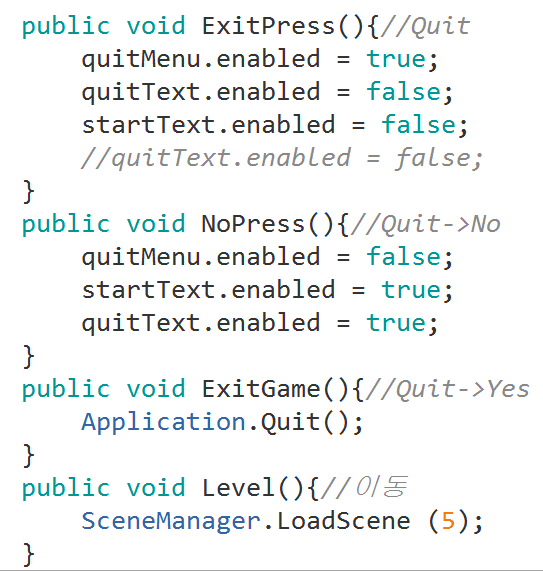 public void ExitPress(){//Quit
    quitMenu.enabled = true;
    quitText.enabled = false;
    startText.enabled = false;
    //quitText.enabled = false;
}
public void NoPress(){//Quit->No
    quitMenu.enabled = false;
    startText.enabled = true;
    quitText.enabled = true;
}
public void ExitGame(){//Quit->Yes
    Application.Quit();
}
public void Level(){//이동
    SceneManager.LoadScene (5);
}